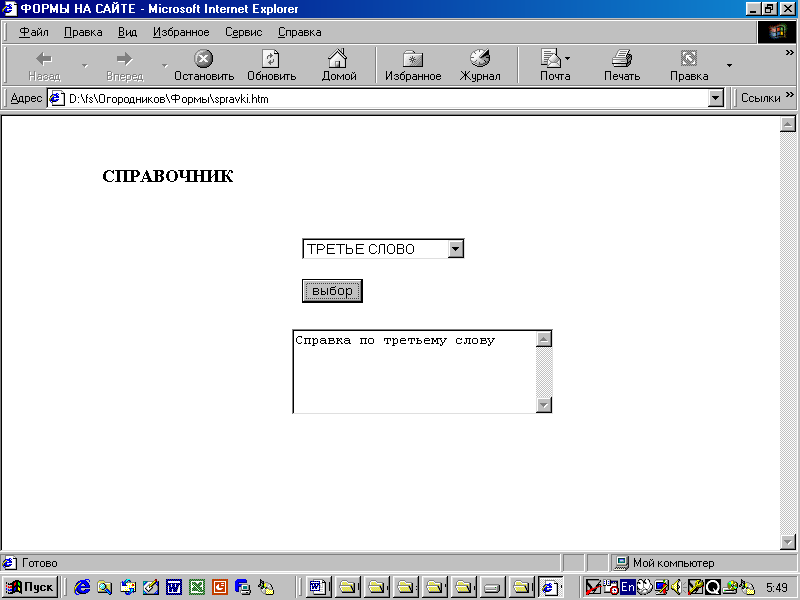 ФОРМЫ НА САЙТЕ - Microsoft Internet Explorer
Файл Правка Вид Избранное Сервис Справка
Назад Вперед Остановить Обновить Домой Избранное Журнал Почта Печать Правка
Адрес D:\fs\Огородников\Формы\spravki.htm Ссылки
СПРАВОЧНИК
ТРЕТЬЕ СЛОВО
выбор
Справка по третьему слову
Готово Мой компьютер
Пуск En 5:49